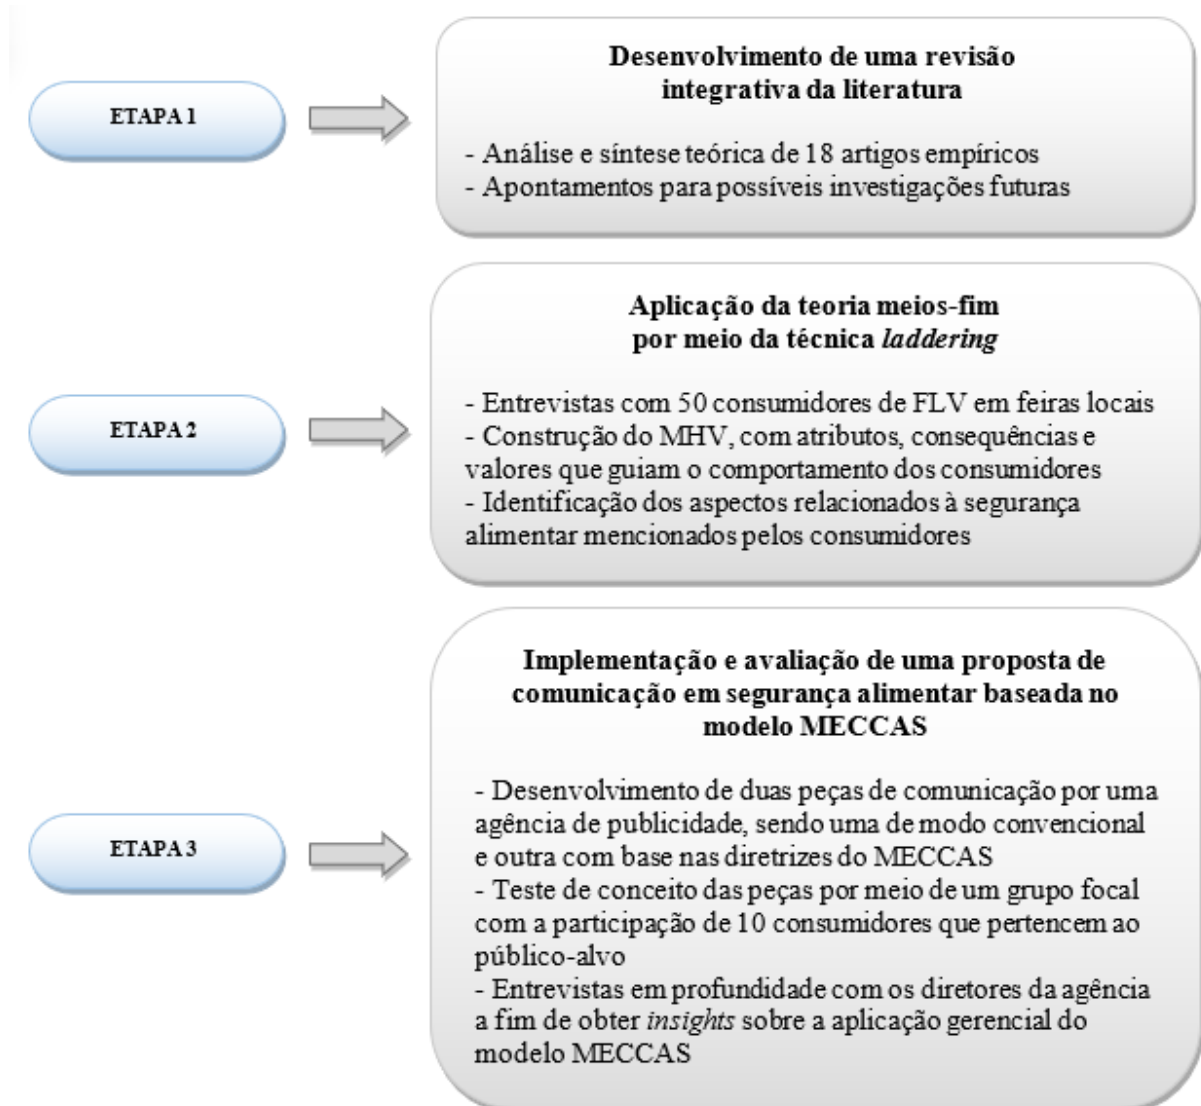 ETAPA 1
Desenvolvimento de uma revisão
integrativa da literatura
- Análise e síntese teórica de 18 artigos empíricos
- Apontamentos para possíveis investigações futuras
ETAPA 2
Aplicação da teoria meios-fim
por meio da técnica laddering
- Entrevistas com 50 consumidores de FLV em feiras locais
- Construção do MHV, com atributos, consequências e
valores que guiam o comportamento dos consumidores
- Identificação dos aspectos relacionados à segurança
alimentar mencionados pelos consumidores
ETAPA 3
Implementação e avaliação de uma proposta de
comunicação em segurança alimentar baseada no
modelo MECCAS
- Desenvolvimento de duas peças de comunicação por uma
agência de publicidade, sendo uma de modo convencional
e outra com base nas diretrizes do MECCAS
- Teste de conceito das peças por meio de um grupo focal
com a participação de 10 consumidores que pertencem ao
público-alvo
- Entrevistas em profundidade com os diretores da agência
a fim de obter insights sobre a aplicação gerencial do
modelo MECCAS